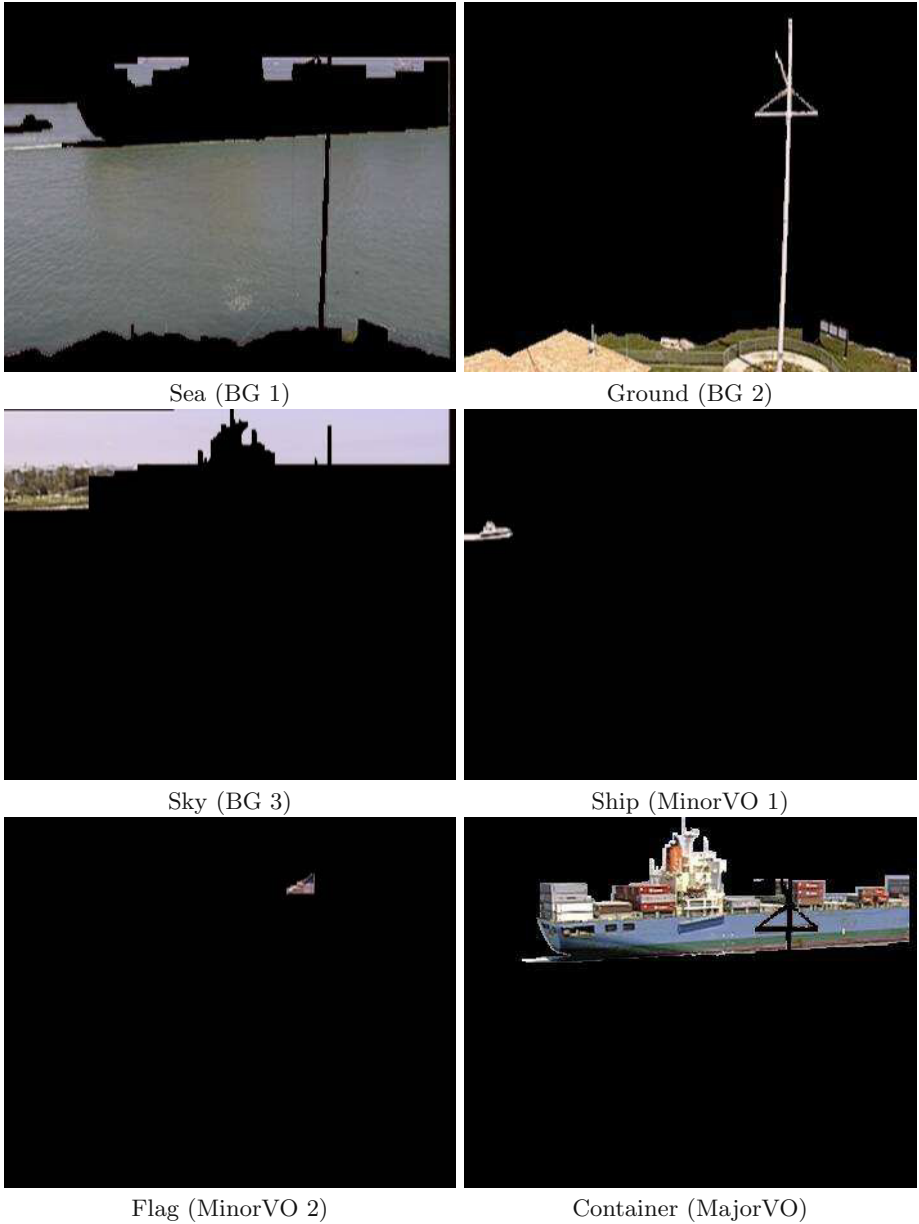 Sea (BG 1)
Ground (BG 2)
Sky (BG 3)
Ship (MinorVO 1)
Flag (MinorVO 2)
Container (MajorVO)